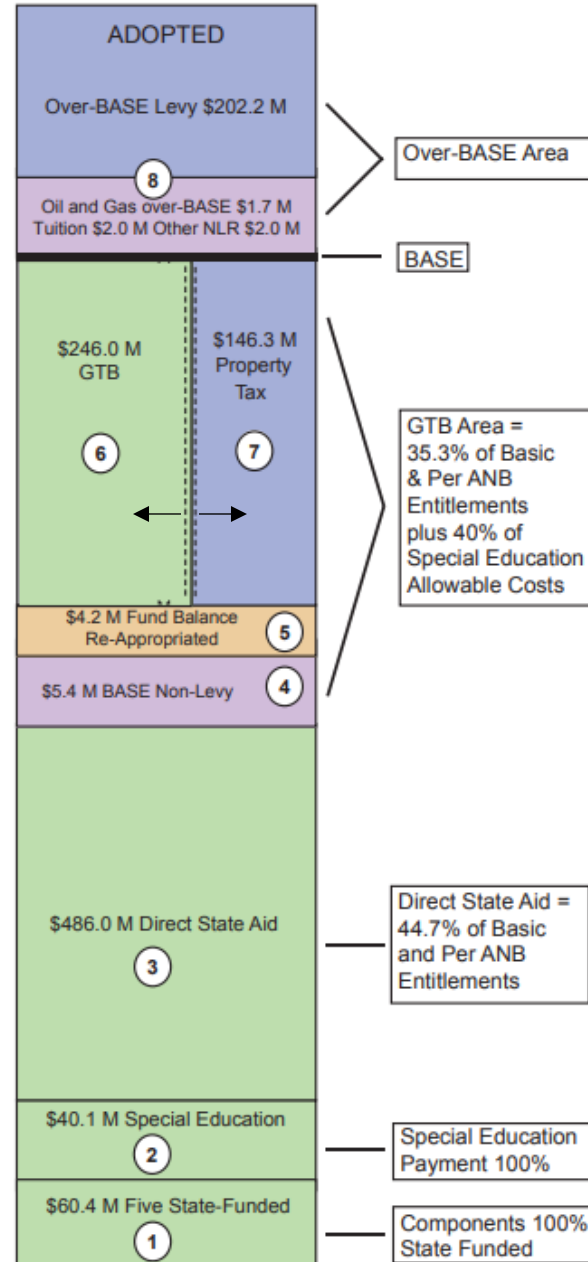 ADOPTED
Over-BASE Levy $202.2 M
8
Oil and Gas over-BASE $1.7 M
Tuition $2.0 M Other NLR $2.0 M
Over-BASE Area
BASE
$246.0 M
GTB
6
$146.3 M
Property
Tax
7
GTB Area =
35.3% of Basic
& Per ANB
Entitlements
plus 40% of
Special Education
Allowable Costs
$4.2 M Fund Balance
Re-Appropriated
5
$5.4 M BASE Non-Levy
4
$486.0 M Direct State Aid
3
Direct State Aid =
44.7% of Basic
and Per ANB
Entitlements
$40.1 M Special Education
2
Special Education
Payment 100%
$60.4 M Five State-Funded
1
Components 100%
State Funded